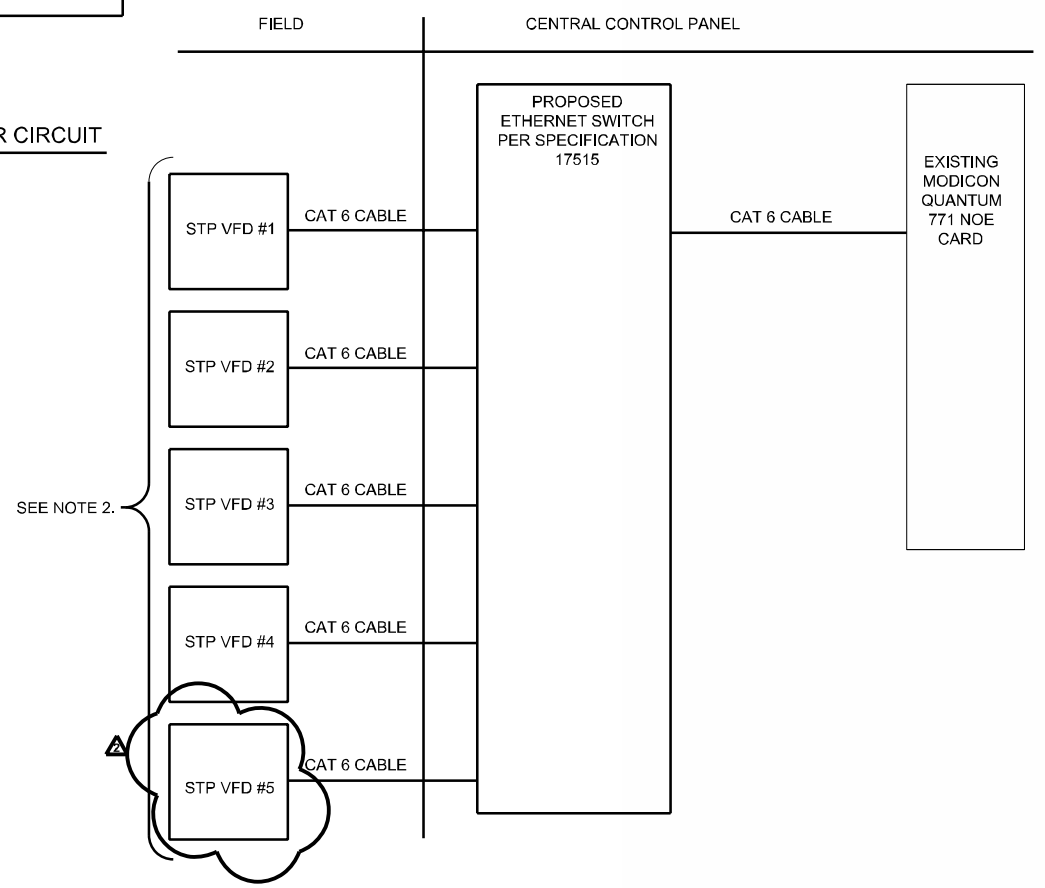 FIELD
CENTRAL CONTROL PANEL
R CIRCUIT
PROPOSED
ETHERNET SWITCH
PER SPECIFICATION
17515
EXISTING
MODICON
QUANTUM
771 NOE
CARD
STP VFD #1
CAT 6 CABLE
CAT 6 CABLE
STP VFD #2
CAT 6 CABLE
SEE NOTE 2.
STP VFD #3
CAT 6 CABLE
STP VFD #4
CAT 6 CABLE
2
STP VFD #5
CAT 6 CABLE